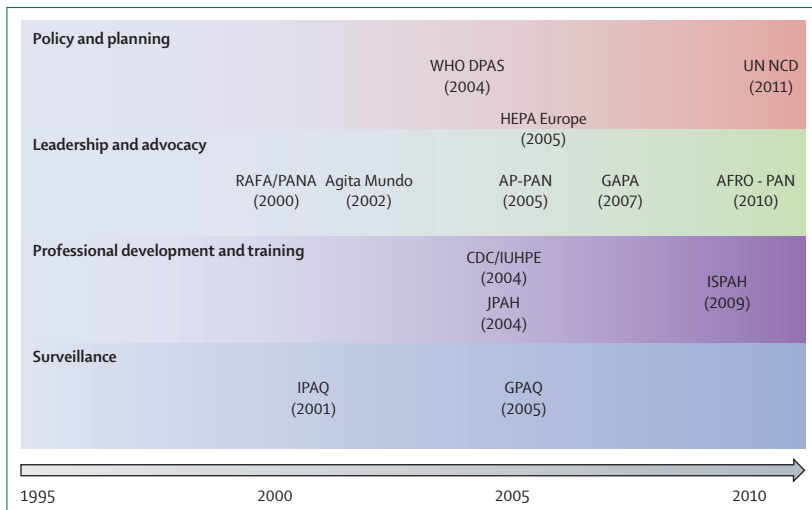 Policy and planning
WHO DPAS
(2004)
UN NCD
(2011)
HEPA Europe
(2005)
Leadership and advocacy
RAFA/PANA
(2000)
Agita Mundo
(2002)
AP-PAN
(2005)
GAPA
(2007)
AFRO - PAN
(2010)
Professional development and training
CDC/IUHPE
(2004)
JPAH
(2004)
ISPAH
(2009)
Surveillance
IPAQ
(2001)
GPAQ
(2005)
1995 2000 2005 2010